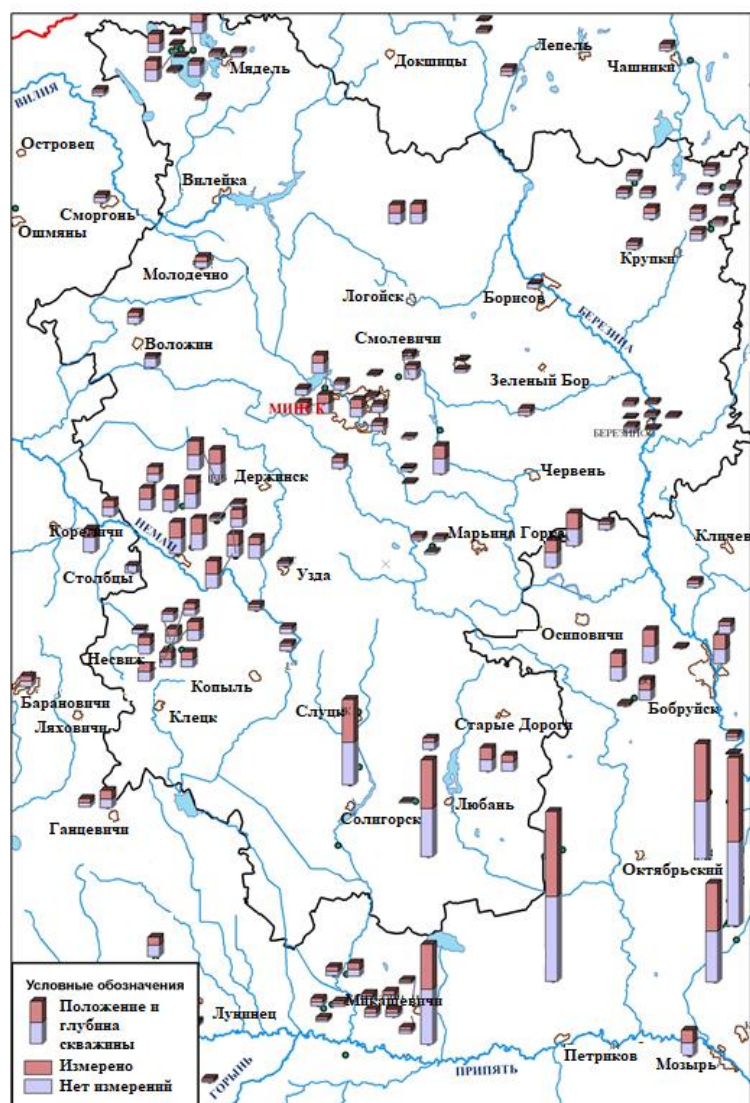 Лепель
Докшицы
Чашники
Мядель
ВИЛИЯ
Островец
Вилейка
Сморгонь
Ошмяны
Крупки
Молодечно
Логойск
Борисов
БЕРЕЗИНА
Смолевичи
Воложин
Зеленый Бор
МИНСК
БЕРЕЗИНО
Червень
Держинск
НЕМАН
Кореличи
Марьина Горка
Кличев
Столбцы
Узда
Осиповичи
Несвиж
Копыль
Барановичи
Бобруйск
Клецк
Слуцк
Ляховичи
Старые Дороги
Солигорск
Любань
Ганцевичи
Октябрьский
Условные обозначения
Положение и
глубина
скважины
Измерено
Нет измерений
Микашевичи
Лунинец
Петриков
Мозырь
ПРИПЯТЬ
ГОРЫНЬ